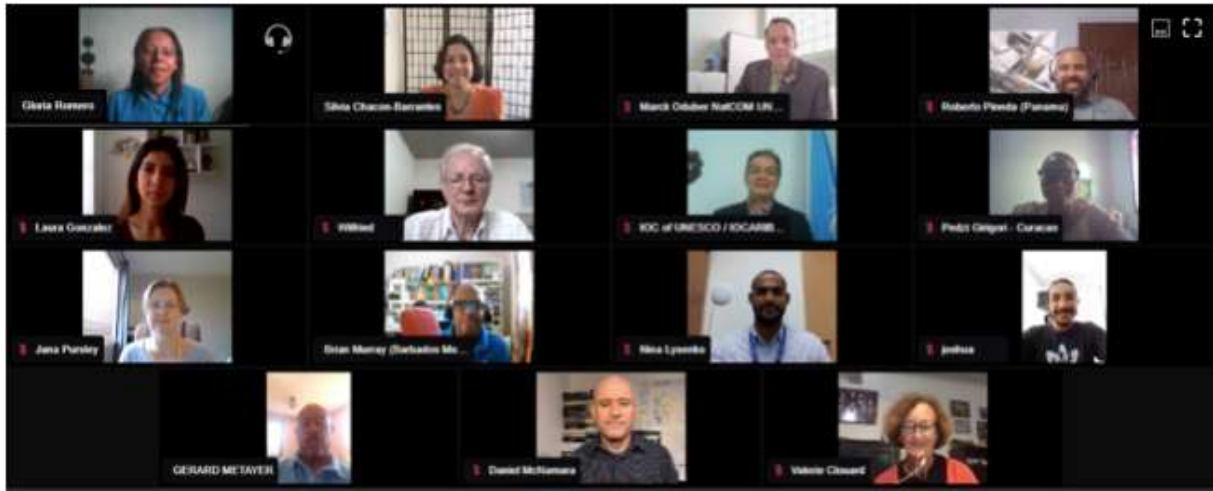 Gloria Romero
Silvia Chacon-Barrantes
Marck Oduber NatCOM UN...
Roberto Pineda (Panama)
Laura Gonzalez
Wilfried
IOC of UNESCO / IOCARIB...
Pedzi Girigori - Curacao
Jana Pursley
Brian Murray (Barbados Me...
Nina Lysenko
joshua
GERARD METAYER
Daniel McNamara
Valerie Clouard